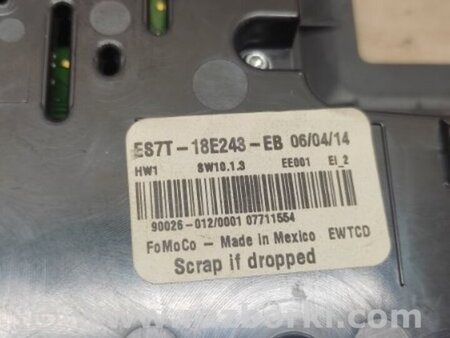 ES7T-18E243-EB 06/04/14
HW1 SW10.1.3 EE001 EI_2
90026-012/0001 07711554
FoMoCo - Made in Mexico EWTCD
Scrap if dropped